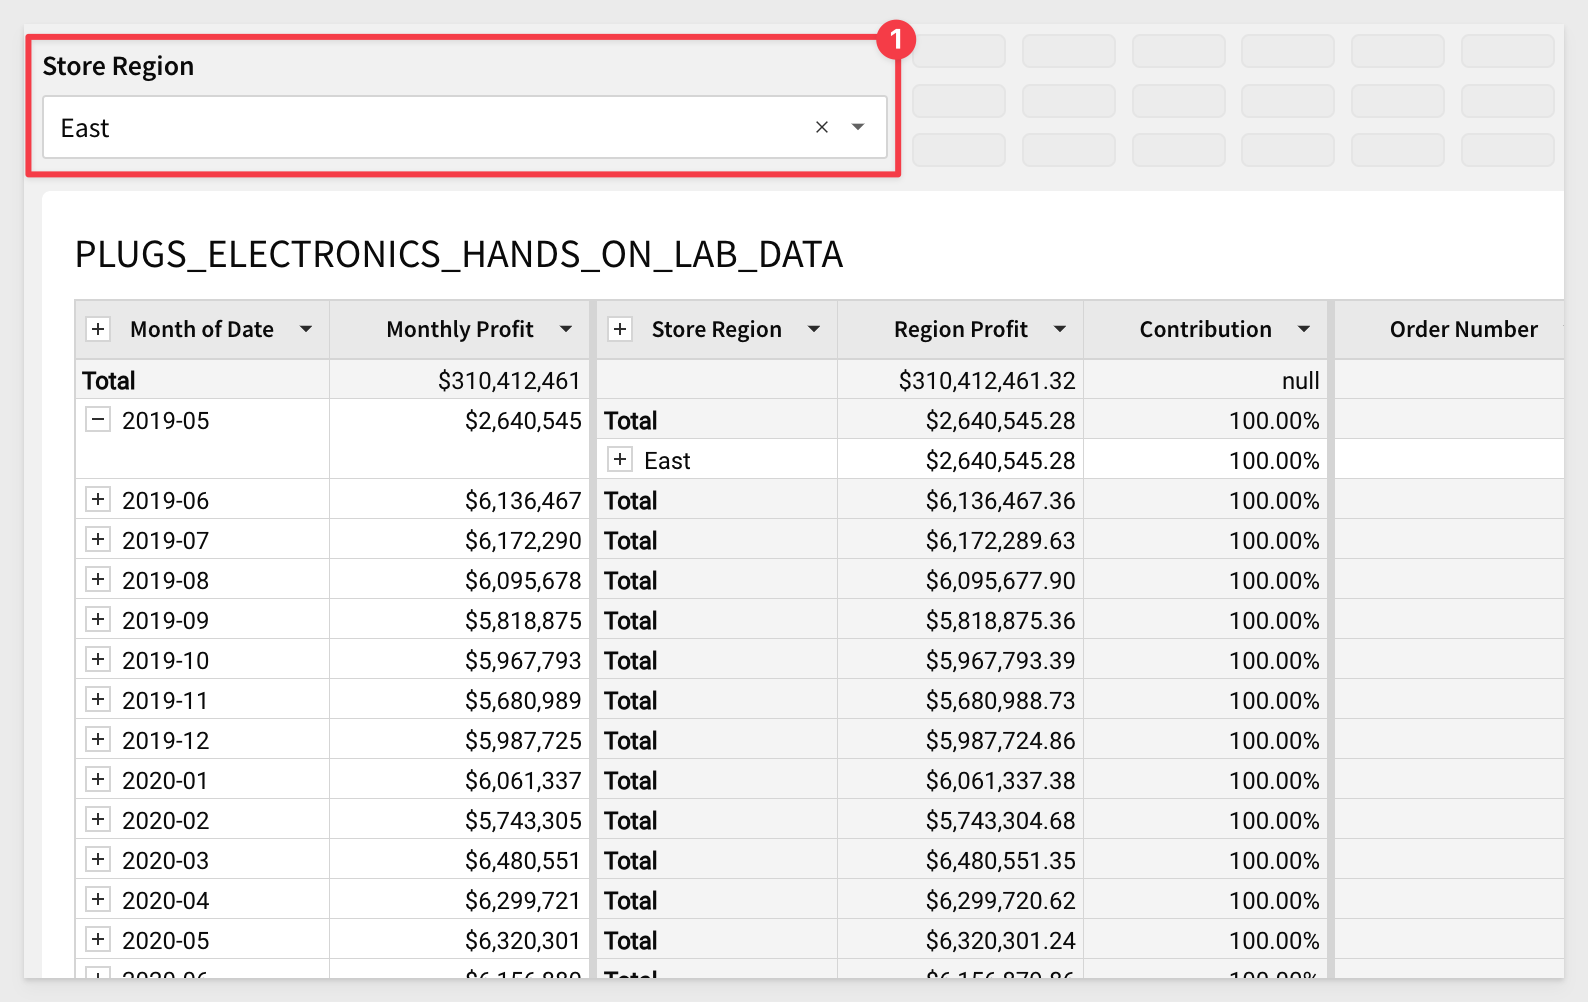 1
Store Region
East
PLUGS_ELECTRONICS_HANDS_ON_LAB_DATA
Month of Date Monthly Profit Store Region Region Profit Contribution Order Number
Total $310,412,461 $310,412,461.32 null
2019-05 $2,640,545 Total $2,640,545.28 100.00%
East $2,640,545.28 100.00%
2019-06 $6,136,467 Total $6,136,467.36 100.00%
2019-07 $6,172,290 Total $6,172,289.63 100.00%
2019-08 $6,095,678 Total $6,095,677.90 100.00%
2019-09 $5,818,875 Total $5,818,875.36 100.00%
2019-10 $5,967,793 Total $5,967,793.39 100.00%
2019-11 $5,680,989 Total $5,680,988.73 100.00%
2019-12 $5,987,725 Total $5,987,724.86 100.00%
2020-01 $6,061,337 Total $6,061,337.38 100.00%
2020-02 $5,743,305 Total $5,743,304.68 100.00%
2020-03 $6,480,551 Total $6,480,551.35 100.00%
2020-04 $6,299,721 Total $6,299,720.62 100.00%
2020-05 $6,320,301 Total $6,320,301.24 100.00%
Total 100.00%